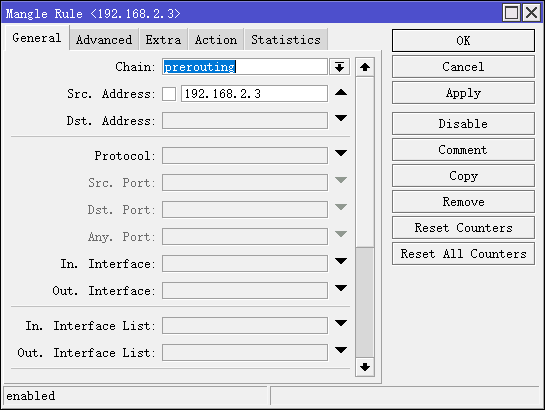 Mangle Rule <192.168.2.3>
General Advanced Extra Action Statistics
Chain: prerouting
Src. Address: 192.168.2.3
Dst. Address:
Protocol:
Src. Port:
Dst. Port:
Any. Port:
In. Interface:
Out. Interface:
In. Interface List:
Out. Interface List:
OK
Cancel
Apply
Disable
Comment
Copy
Remove
Reset Counters
Reset All Counters
enabled